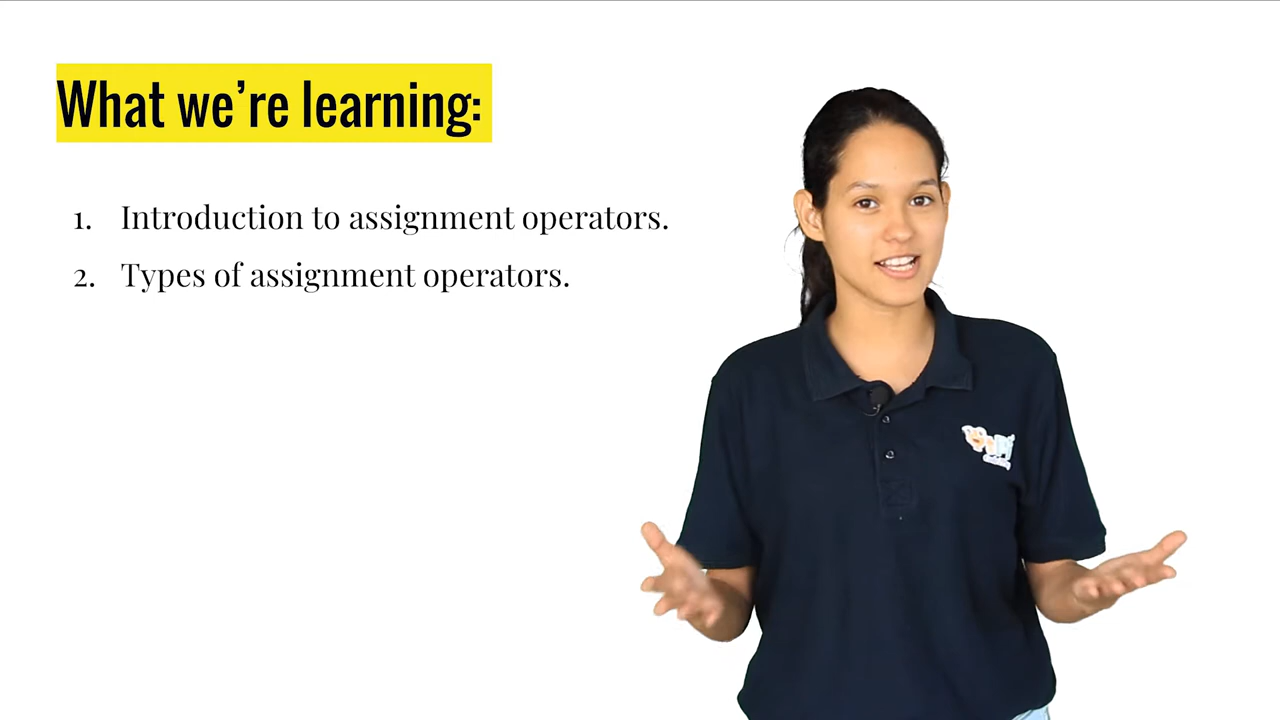 What we’re learning:
1. Introduction to assignment operators.
2. Types of assignment operators.